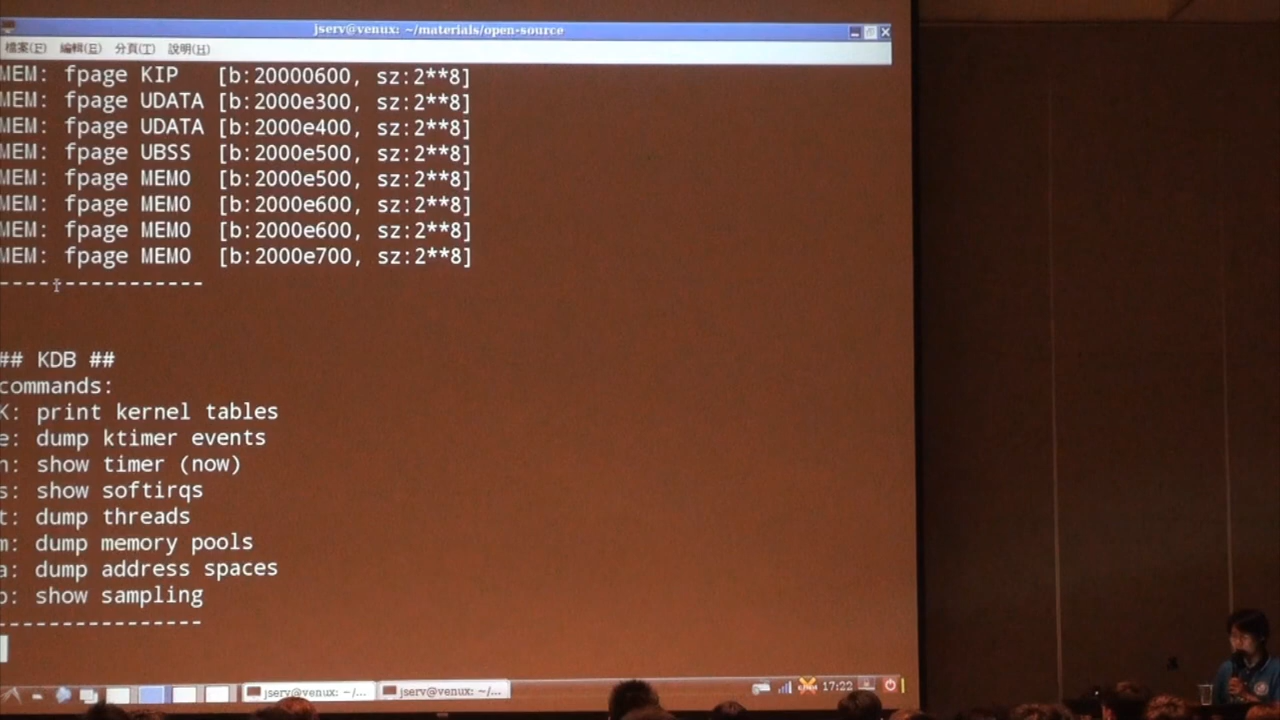 jserv@venux: ~/materials/open-source
檔案(F) 編輯(E) 分頁(T) 說明(H)
MEM: fpage KIP [b:20000600, sz:2**8]
MEM: fpage UDATA [b:2000e300, sz:2**8]
MEM: fpage UDATA [b:2000e400, sz:2**8]
MEM: fpage UBSS [b:2000e500, sz:2**8]
MEM: fpage MEM0 [b:2000e500, sz:2**8]
MEM: fpage MEM0 [b:2000e600, sz:2**8]
MEM: fpage MEM0 [b:2000e600, sz:2**8]
MEM: fpage MEM0 [b:2000e700, sz:2**8]
----------------
## KDB ##
commands:
K: print kernel tables
e: dump ktimer events
n: show timer (now)
s: show softirqs
t: dump threads
m: dump memory pools
a: dump address spaces
p: show sampling
----------------
jserv@venux: ~/... jserv@venux: ~/... 17:22